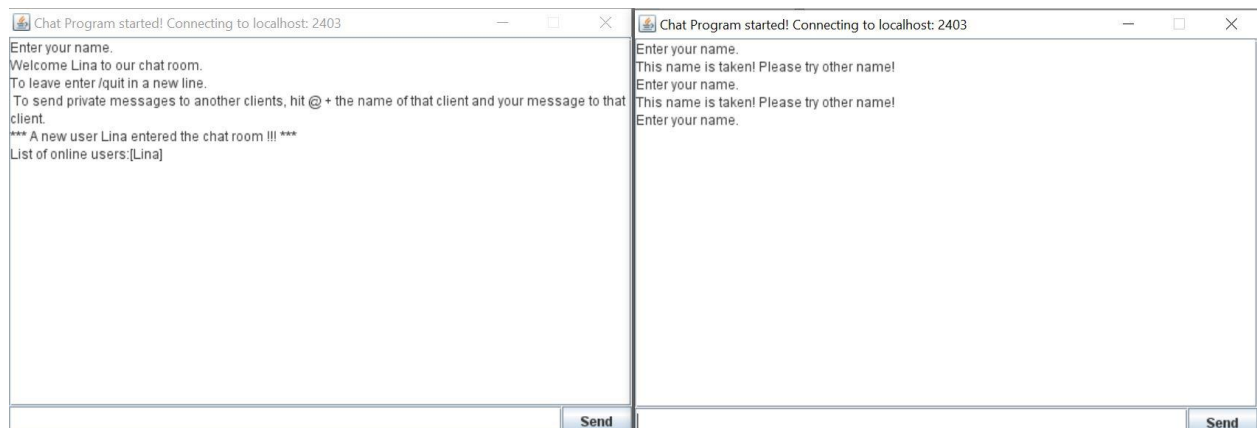 Chat Program started! Connecting to localhost: 2403
Enter your name.
Welcome Lina to our chat room.
To leave enter /quit in a new line.
To send private messages to another clients, hit @ + the name of that client and your message to that
client.
*** A new user Lina entered the chat room !!! ***
List of online users:[Lina]
Send
Chat Program started! Connecting to localhost: 2403
Enter your name.
This name is taken! Please try other name!
Enter your name.
This name is taken! Please try other name!
Enter your name.
Send